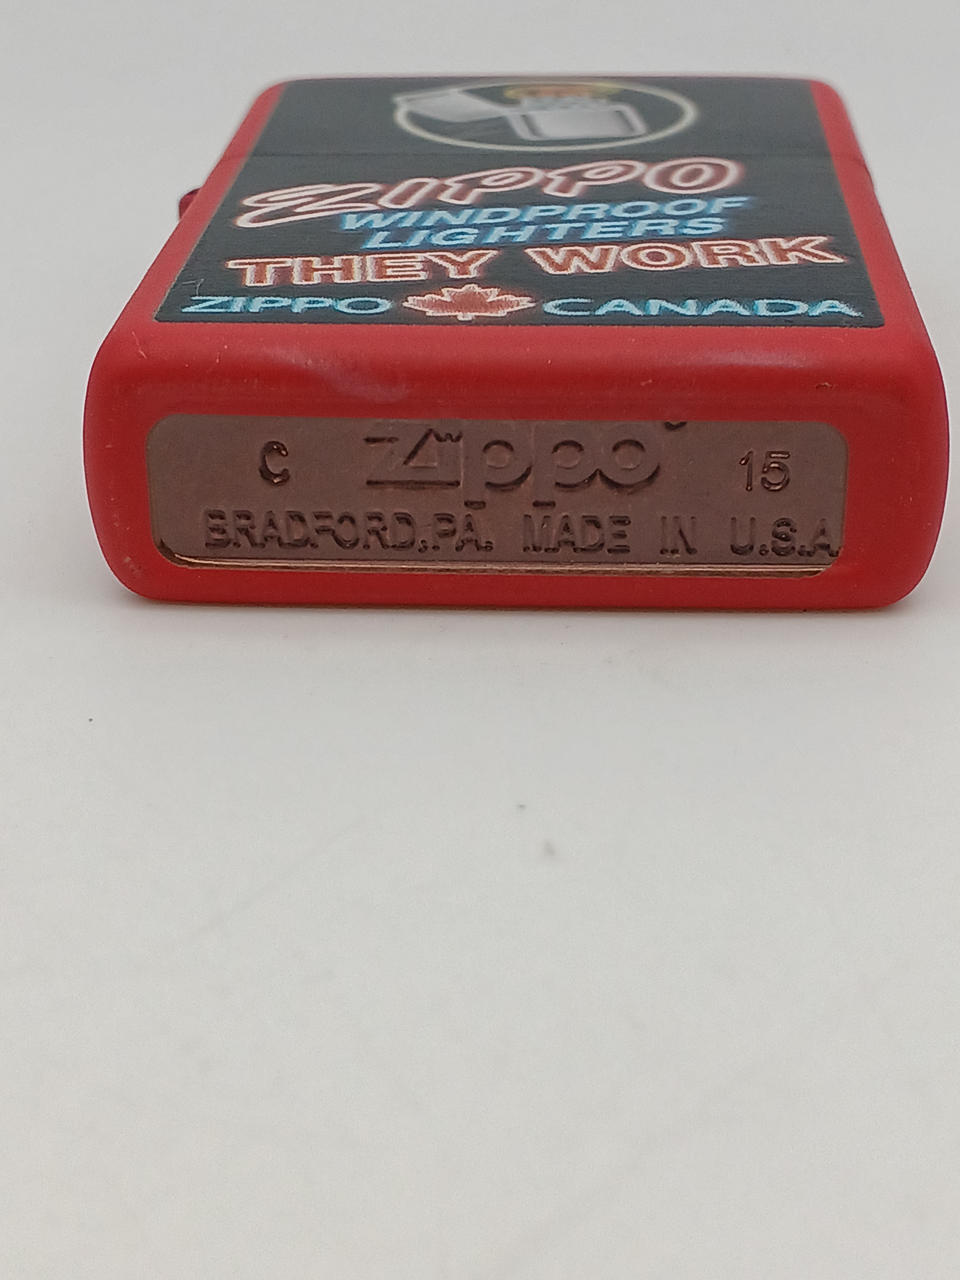 ZIPPO
WINDPROOF
LIGHTERS
THEY WORK
ZIPPO CANADA
C Zippo 15
BRADFORD,PA. MADE IN U.S.A